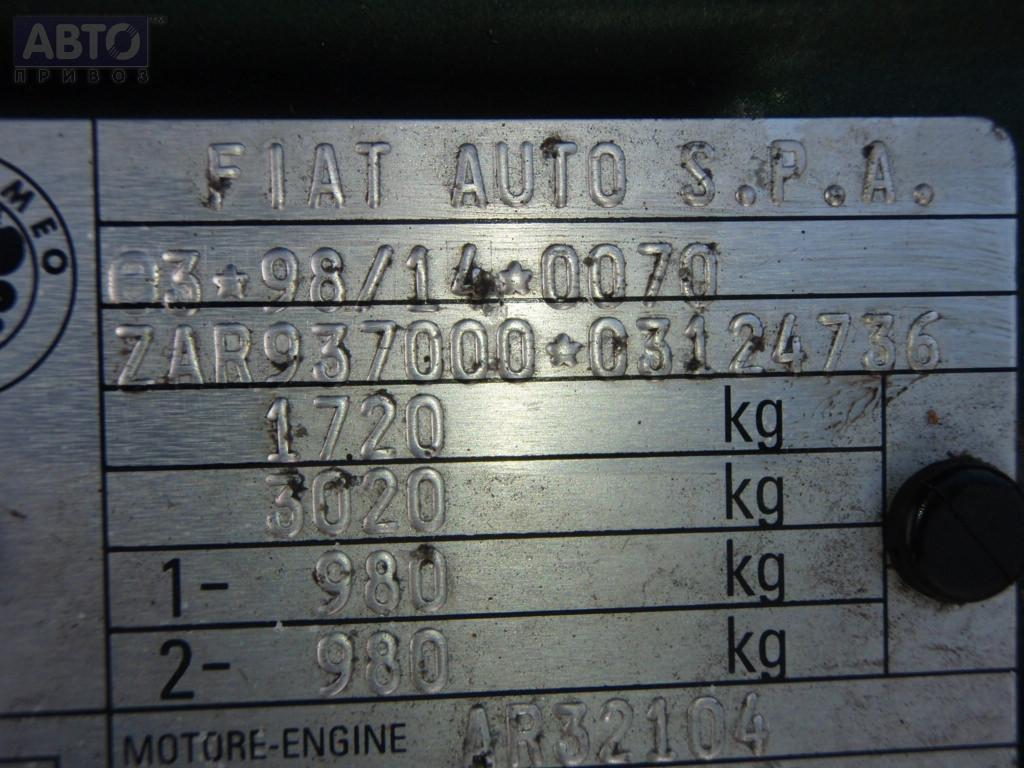 АВТО
ПРИВОЗ
MEO
FIAT AUTO S.P.A.
e3*98/14*0070
ZAR937000*03124736
1720 kg
3020 kg
1- 980 kg
2- 980 kg
MOTORE-ENGINE AR32104